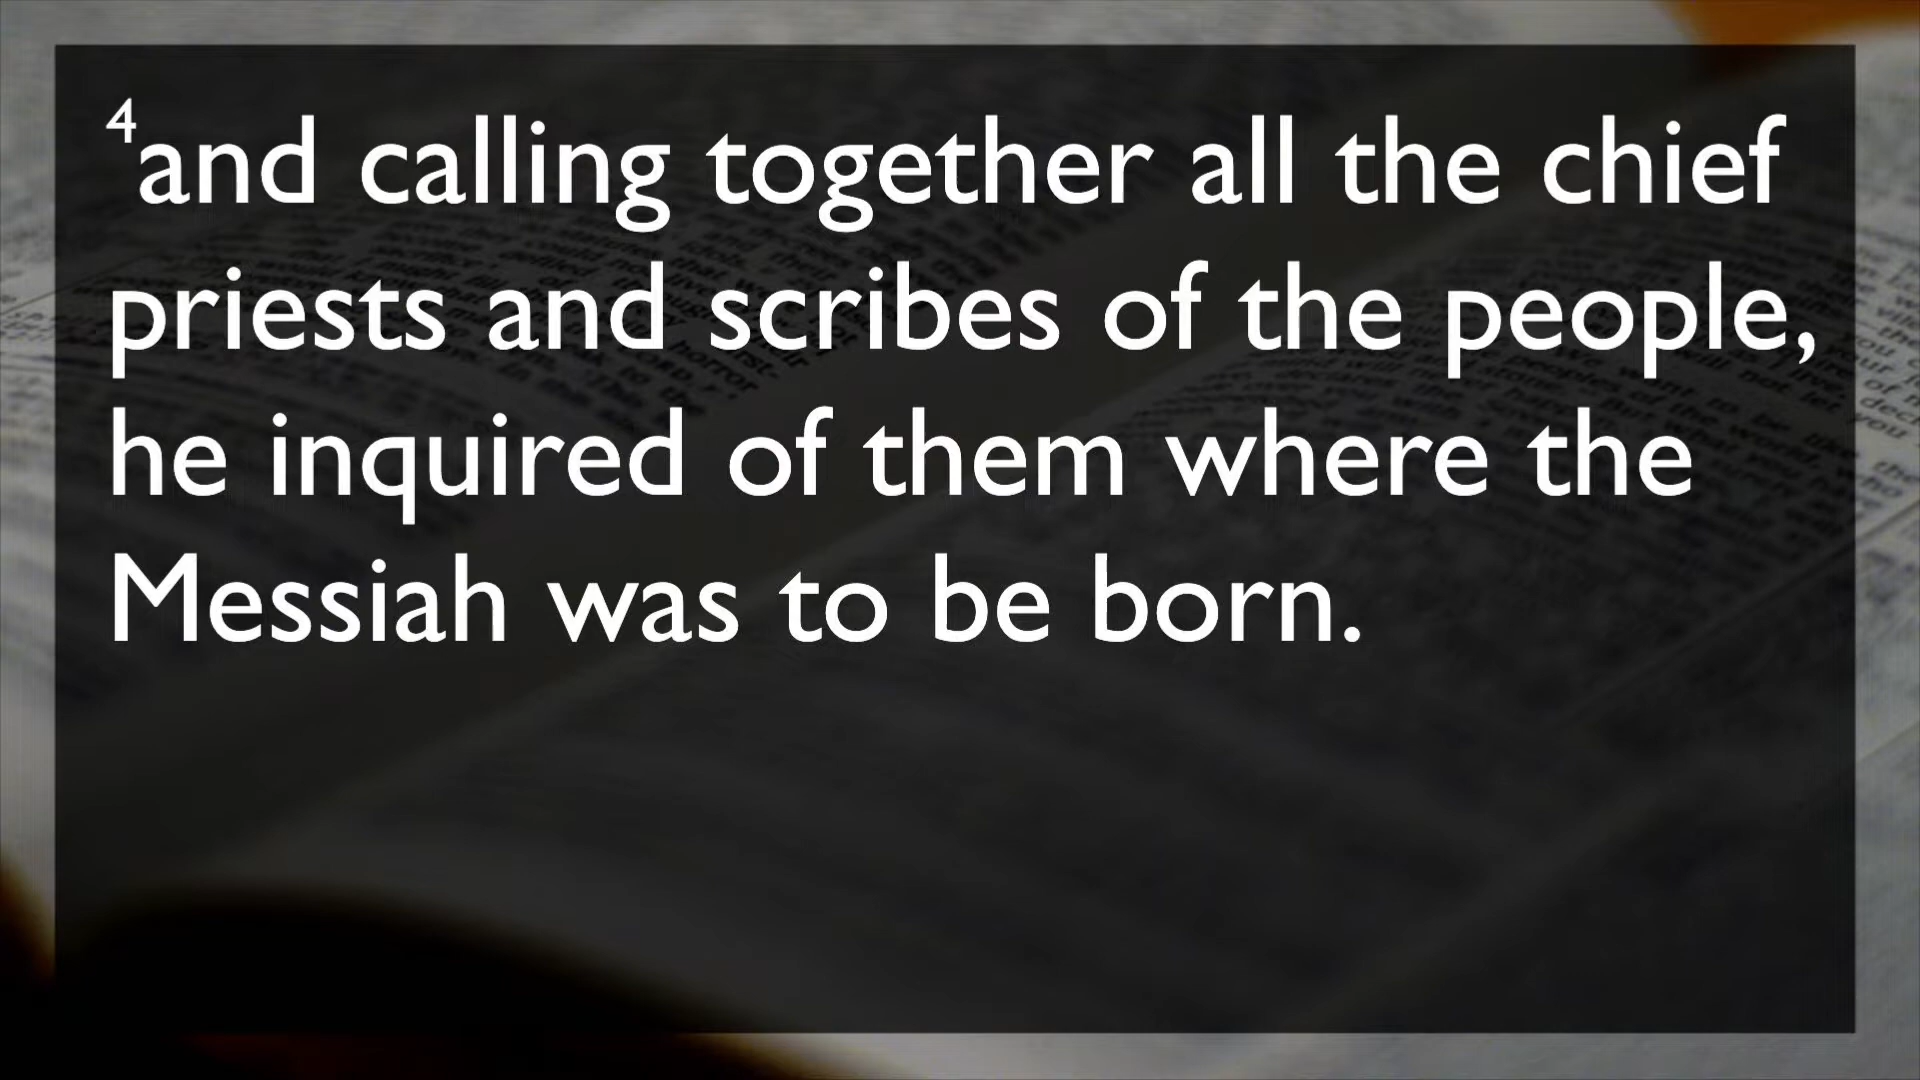 4and calling together all the chief
priests and scribes of the people,
he inquired of them where the
Messiah was to be born.